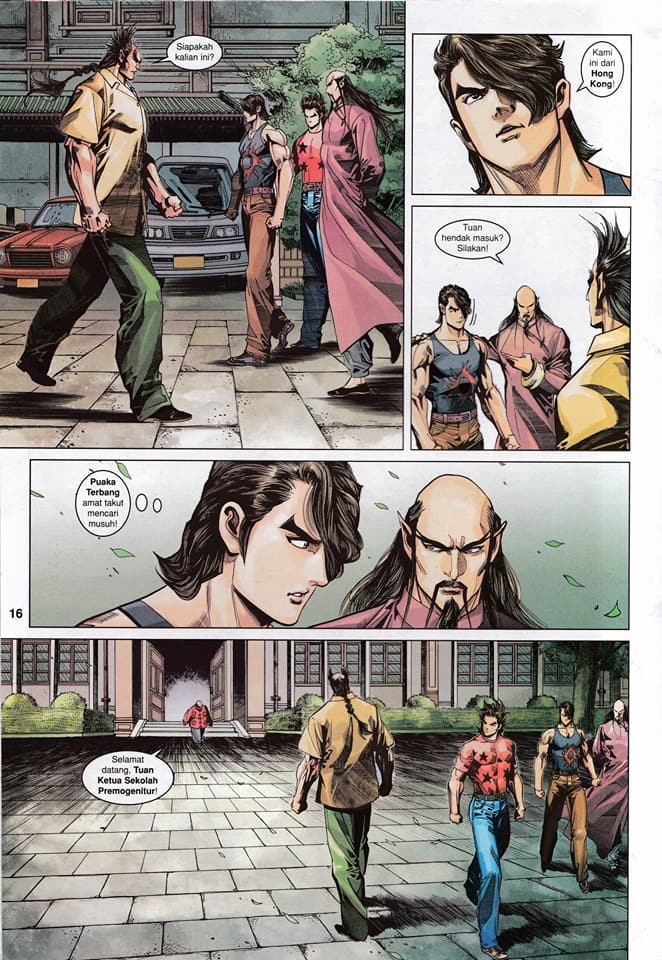 Siapakah
kalian ini?
Kami
ini dari
Hong
Kong!
Tuan
hendak masuk?
Silakan!
Puaka
Terbang
amat takut
mencari
musuh!
16
Selamat
datang, Tuan
Ketua Sekolah
Premogenitur!